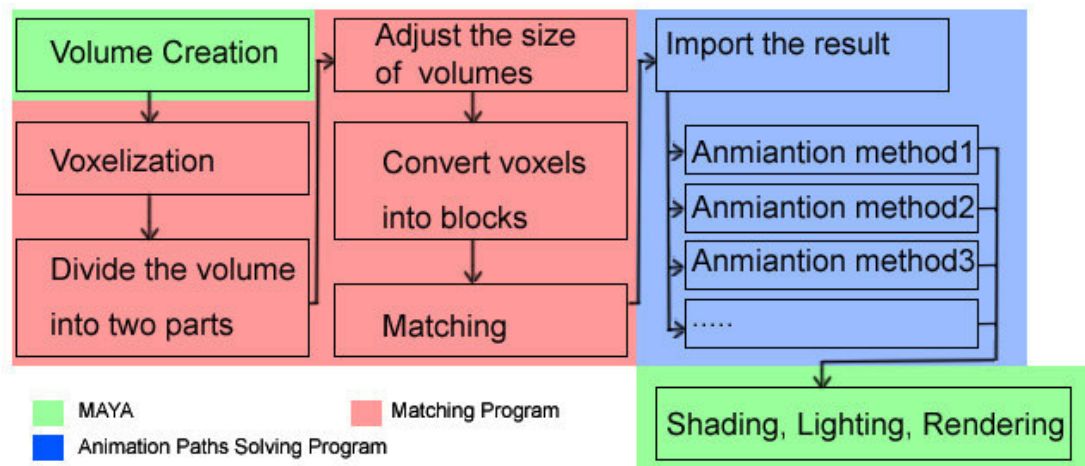 Volume Creation
Voxelization
Divide the volume
into two parts
Adjust the size
of volumes
Convert voxels
into blocks
Matching
Import the result
Anmiantion method1
Anmiantion method2
Anmiantion method3
.....
Shading, Lighting, Rendering
MAYA
Matching Program
Animation Paths Solving Program